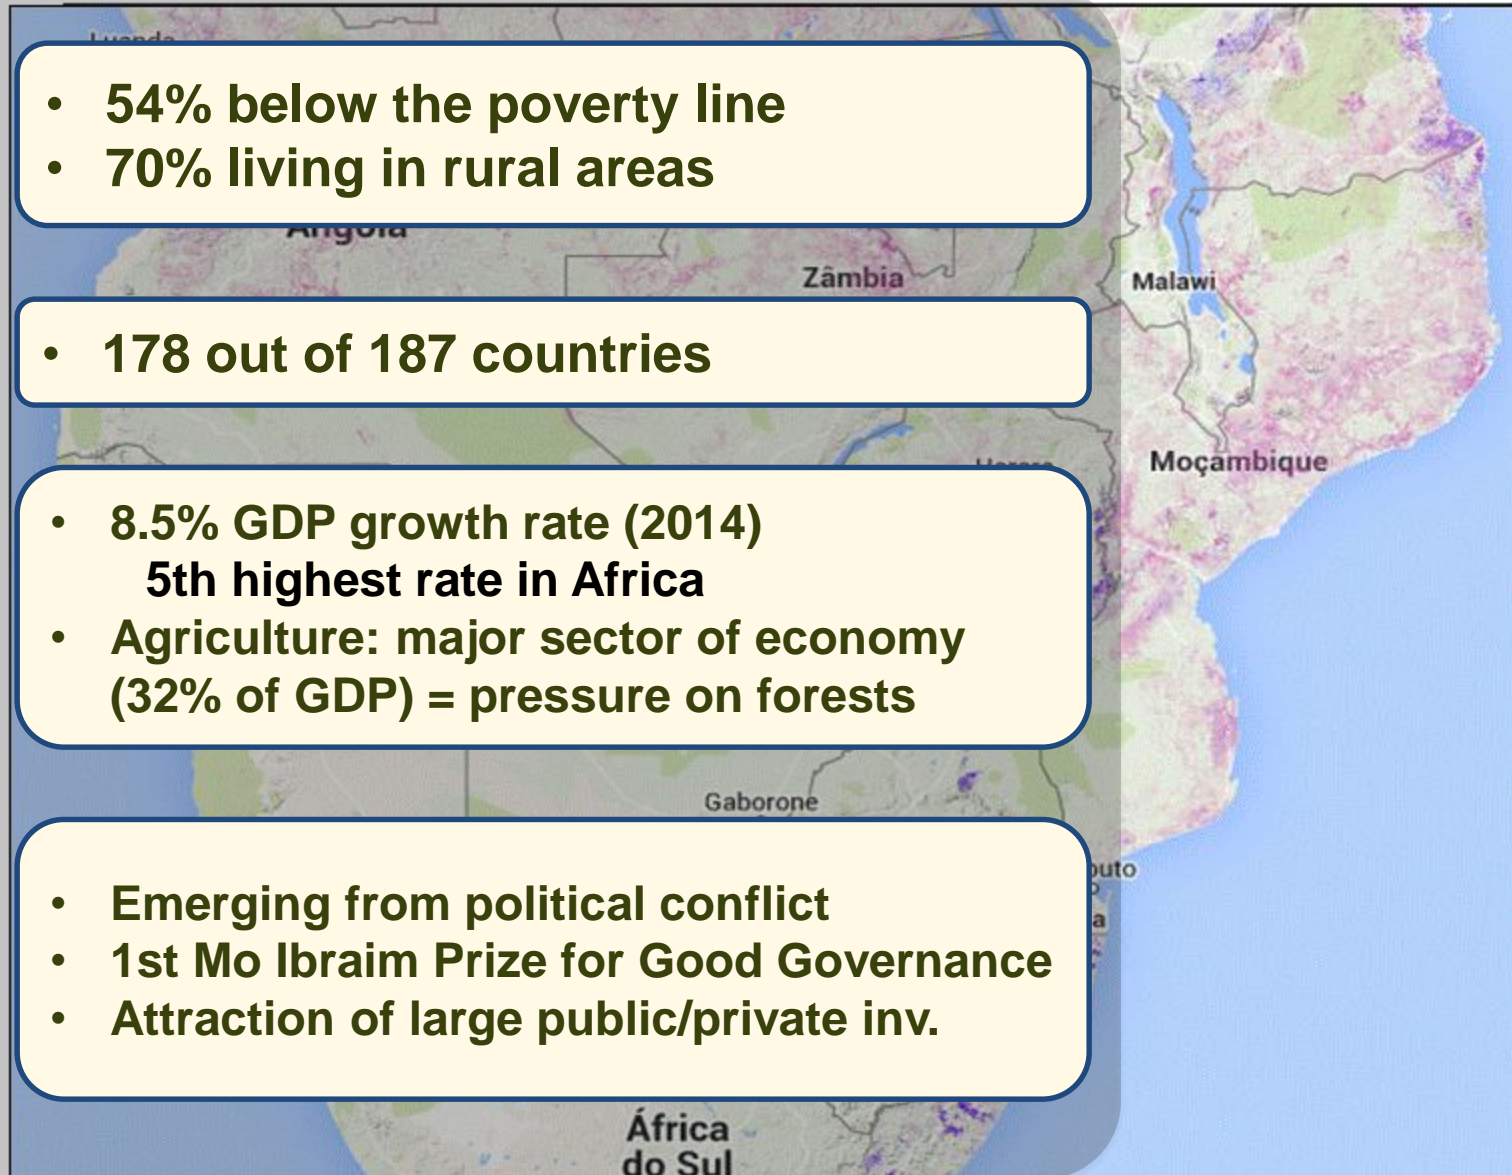 • 54% below the poverty line
• 70% living in rural areas
Angola
Zâmbia
Malawi
• 178 out of 187 countries
Moçambique
• 8.5% GDP growth rate (2014)
5th highest rate in Africa
• Agriculture: major sector of economy
(32% of GDP) = pressure on forests
Gaborone
puto
• Emerging from political conflict
a
• 1st Mo Ibraim Prize for Good Governance
• Attraction of large public/private inv.
África
do Sul